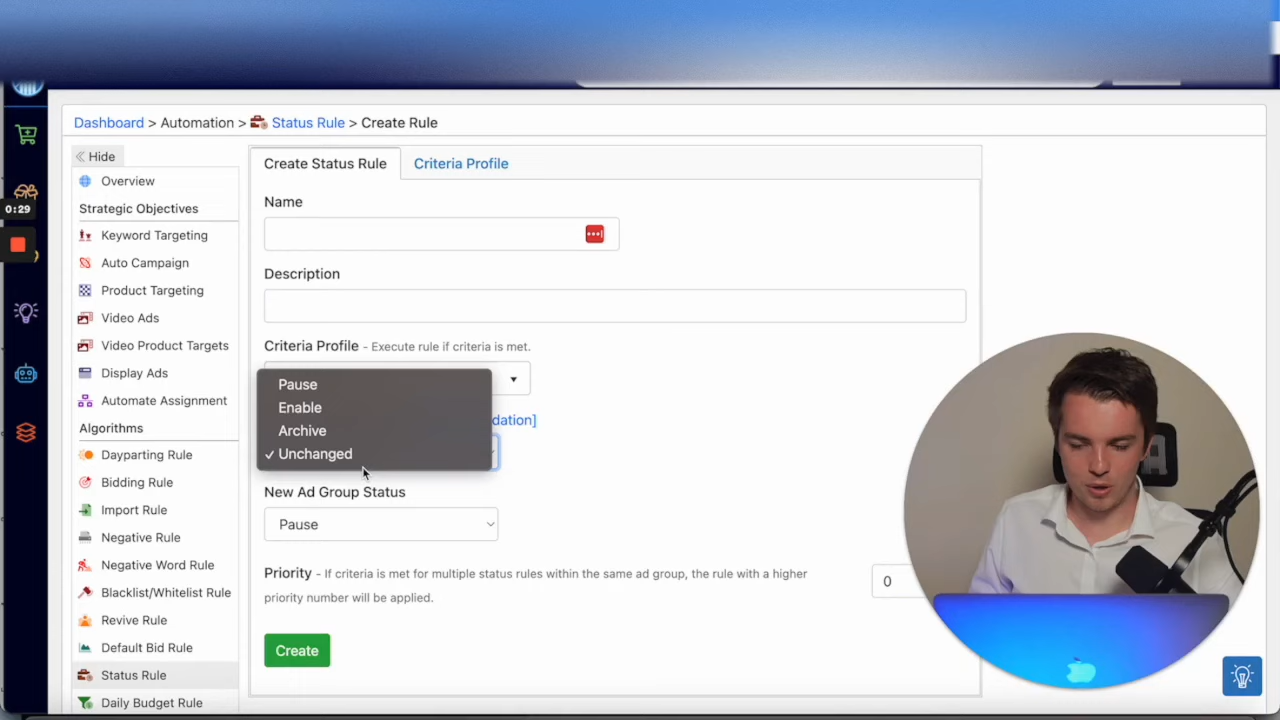 Dashboard > Automation > Status Rule > Create Rule
Hide
Overview
Strategic Objectives
Keyword Targeting
Auto Campaign
Product Targeting
Video Ads
Video Product Targets
Display Ads
Automate Assignment
Algorithms
Dayparting Rule
Bidding Rule
Import Rule
Negative Rule
Negative Word Rule
Blacklist/Whitelist Rule
Revive Rule
Default Bid Rule
Status Rule
Daily Budget Rule
0:29
Create Status Rule
Criteria Profile
Name
Description
Criteria Profile - Execute rule if criteria is met.
Pause
Enable
Archive
✓ Unchanged
dation]
New Ad Group Status
Pause
Priority - If criteria is met for multiple status rules within the same ad group, the rule with a higher
priority number will be applied.
0
Create